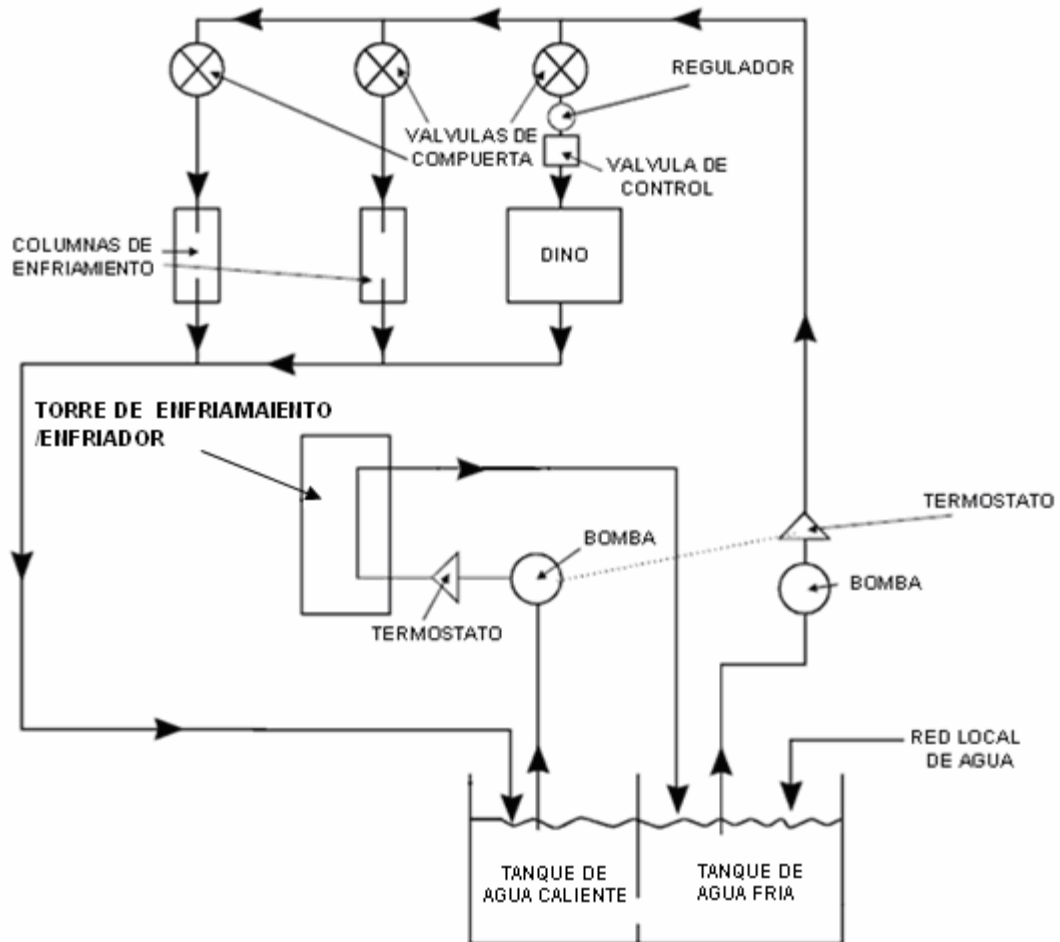 REGULADOR
VALVULAS DE
COMPUERTA
VALVULA DE
CONTROL
COLUMNAS DE
ENFRIAMIENTO
DINO
TORRE DE ENFRIAMAIENTO
/ENFRIADOR
TERMOSTATO
BOMBA
BOMBA
TERMOSTATO
RED LOCAL
DE AGUA
TANQUE DE
AGUA CALIENTE
TANQUE DE
AGUA FRIA